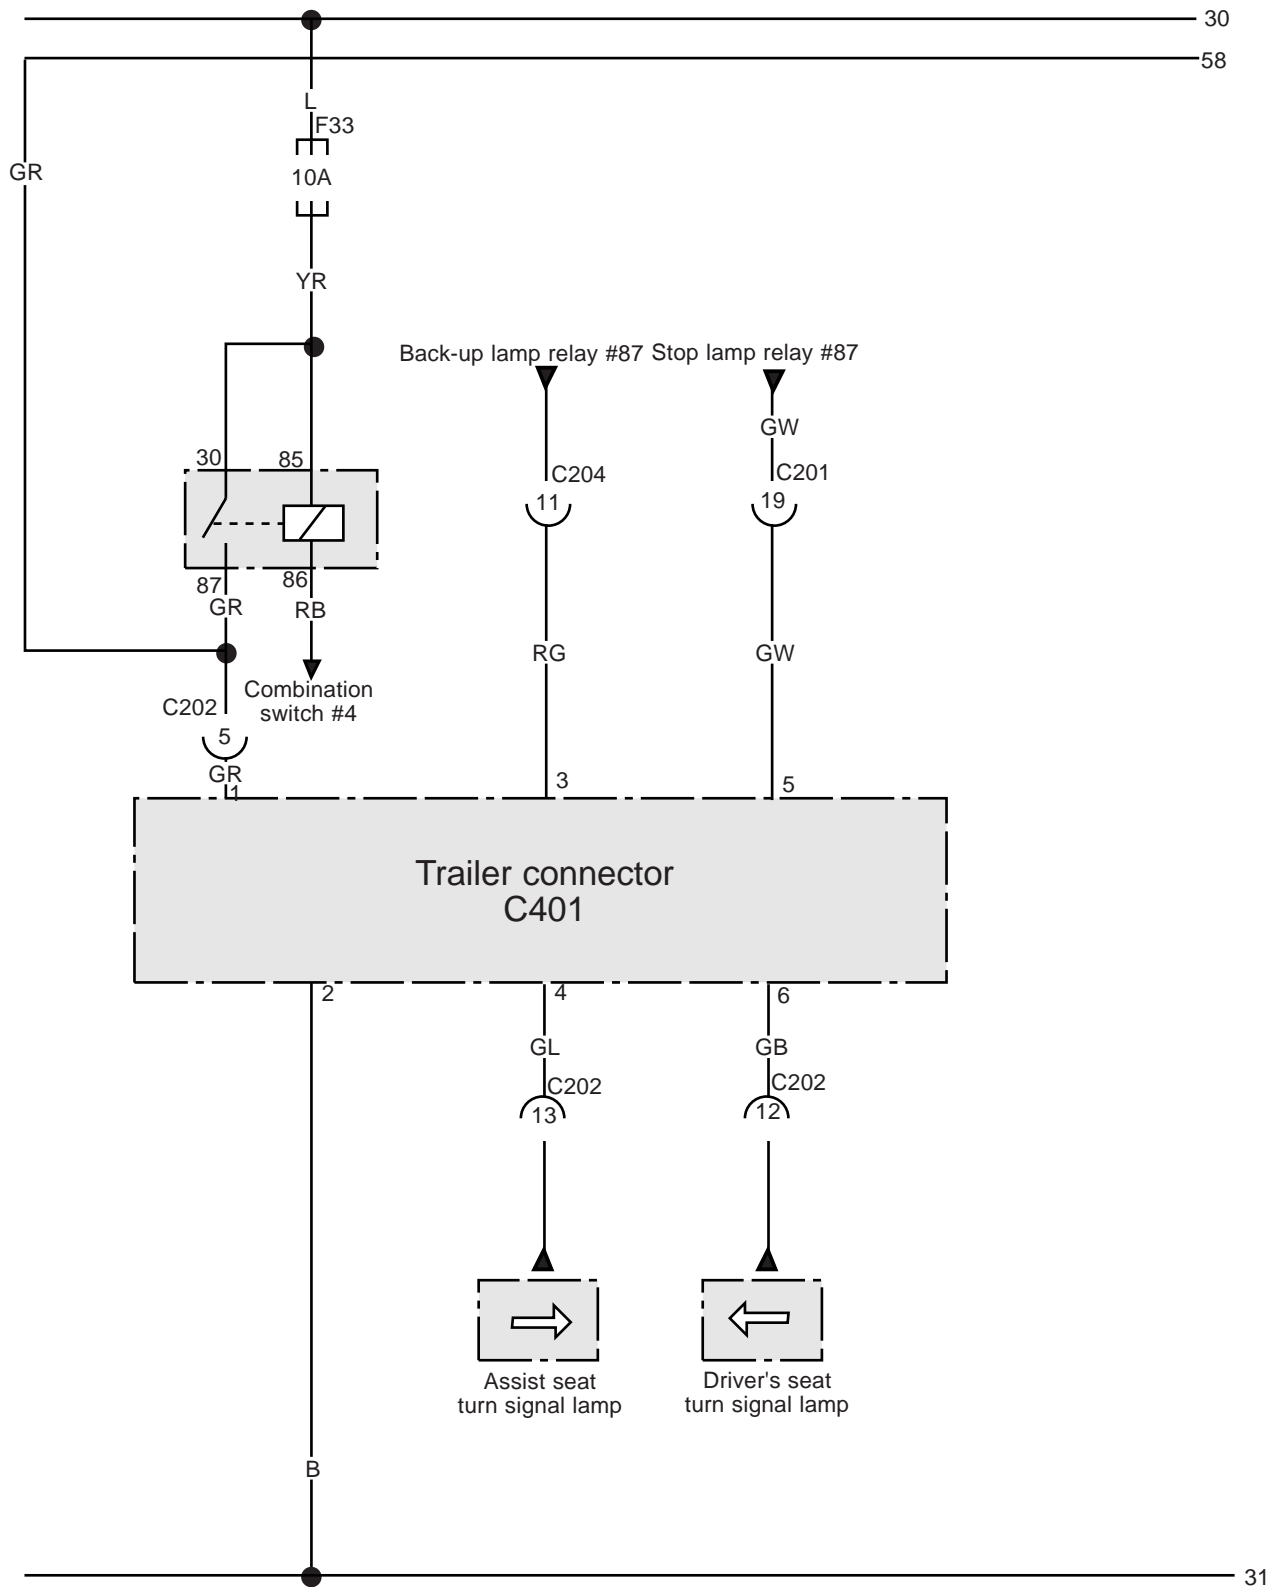 30
58
L
F33
GR
10A
YR
Back-up lamp relay #87 Stop lamp relay #87
GW
30
85
C204
C201
11
19
87
86
GR
RB
RG
GW
Combination
switch #4
C202
5
GR
1
3
5
Trailer connector
C401
2
4
6
GL
GB
C202
C202
13
12
Assist seat
turn signal lamp
Driver's seat
turn signal lamp
B
31